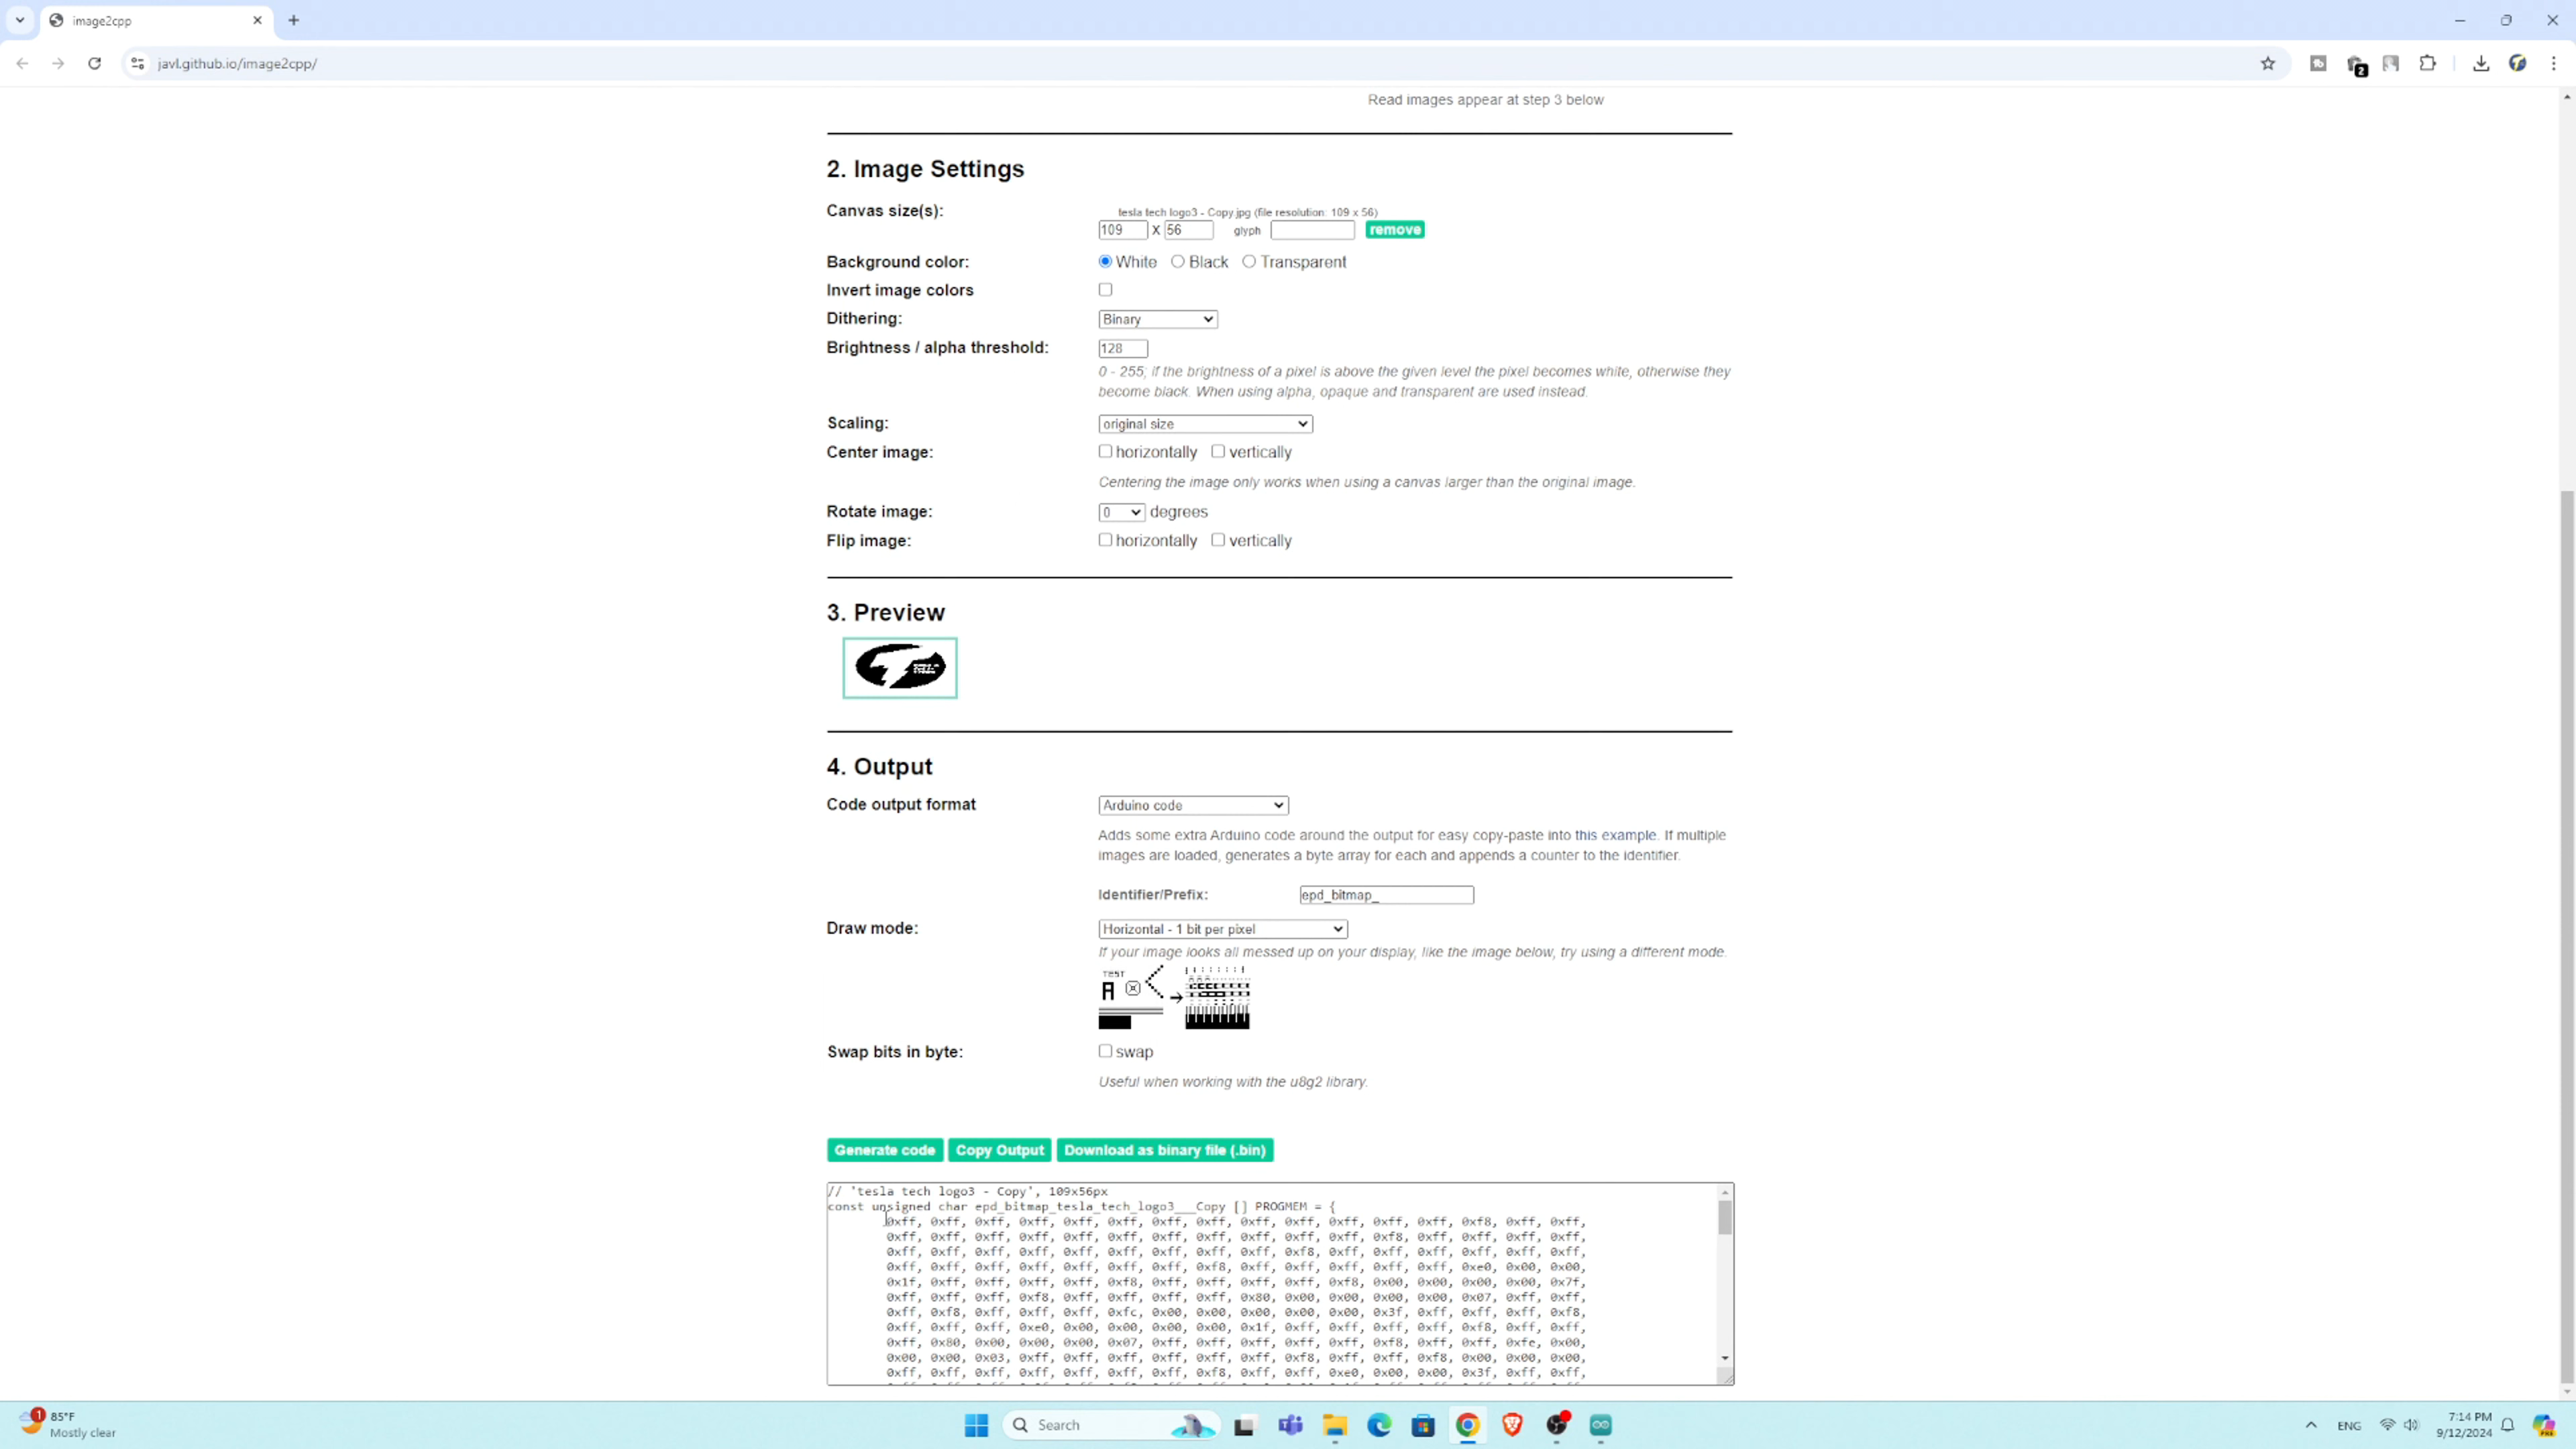 image2cpp
javl.github.io/image2cpp/
2
Read images appear at step 3 below
2. Image Settings
Canvas size(s):
tesla tech logo3 - Copy.jpg (file resolution: 109 x 56)
109 X 56 glyph remove
Background color: White Black Transparent
Invert image colors
Dithering: Binary
Brightness / alpha threshold: 128
0 - 255; if the brightness of a pixel is above the given level the pixel becomes white, otherwise they
become black. When using alpha, opaque and transparent are used instead.
Scaling: original size
Center image: horizontally vertically
Centering the image only works when using a canvas larger than the original image.
Rotate image: 0 degrees
Flip image: horizontally vertically
3. Preview
4. Output
Code output format Arduino code
Adds some extra Arduino code around the output for easy copy-paste into this example. If multiple
images are loaded, generates a byte array for each and appends a counter to the identifier.
Identifier/Prefix: epd_bitmap_
Draw mode: Horizontal - 1 bit per pixel
If your image looks all messed up on your display, like the image below, try using a different mode.
TEST
A
Swap bits in byte: swap
Useful when working with the u8g2 library.
Generate code Copy Output Download as binary file (.bin)
// 'tesla tech logo3 - Copy', 109x56px
const unsigned char epd_bitmap_tesla_tech_logo3___Copy [] PROGMEM = {
0xff, 0xff, 0xff, 0xff, 0xff, 0xff, 0xff, 0xff, 0xff, 0xff, 0xff, 0xff, 0xff, 0xf8, 0xff, 0xff,
0xff, 0xff, 0xff, 0xff, 0xff, 0xff, 0xff, 0xff, 0xff, 0xff, 0xff, 0xf8, 0xff, 0xff, 0xff, 0xff,
0xff, 0xff, 0xff, 0xff, 0xff, 0xff, 0xff, 0xff, 0xff, 0xf8, 0xff, 0xff, 0xff, 0xff, 0xff, 0xff,
0xff, 0xff, 0xff, 0xff, 0xff, 0xff, 0xff, 0xf8, 0xff, 0xff, 0xff, 0xff, 0xff, 0xe0, 0x00, 0x00,
0x1f, 0xff, 0xff, 0xff, 0xff, 0xf8, 0xff, 0xff, 0xff, 0xff, 0xf8, 0x00, 0x00, 0x00, 0x00, 0x7f,
0xff, 0xff, 0xff, 0xf8, 0xff, 0xff, 0xff, 0xff, 0x80, 0x00, 0x00, 0x00, 0x00, 0x07, 0xff, 0xff,
0xff, 0xf8, 0xff, 0xff, 0xff, 0xfc, 0x00, 0x00, 0x00, 0x00, 0x00, 0x3f, 0xff, 0xff, 0xff, 0xf8,
0xff, 0xff, 0xff, 0xe0, 0x00, 0x00, 0x00, 0x00, 0x1f, 0xff, 0xff, 0xff, 0xff, 0xf8, 0xff, 0xff,
0xff, 0x80, 0x00, 0x00, 0x00, 0x07, 0xff, 0xff, 0xff, 0xff, 0xff, 0xf8, 0xff, 0xff, 0xfe, 0x00,
0x00, 0x00, 0x03, 0xff, 0xff, 0xff, 0xff, 0xff, 0xff, 0xf8, 0xff, 0xff, 0xf8, 0x00, 0x00, 0x00,
0xff, 0xff, 0xff, 0xff, 0xff, 0xff, 0xff, 0xf8, 0xff, 0xff, 0xe0, 0x00, 0x00, 0x3f, 0xff, 0xff,
1
85°F
Mostly clear
Search
ENG
7:14 PM
9/12/2024